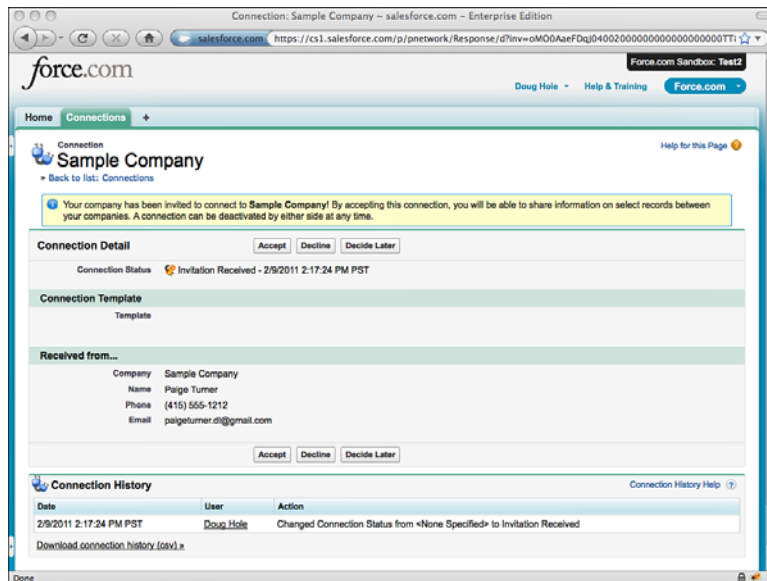 Connection: Sample Company ~ salesforce.com - Enterprise Edition
salesforce.com https://cs1.salesforce.com/p/pnetwork/Response/d?inv=
force.com
Force.com Sandbox: Test2
Doug Hole Help & Training Force.com
Home Connections +
Connection
Sample Company
Help for this Page
» Back to list: Connections
Your company has been invited to connect to Sample Company! By accepting this connection, you will be able to share information on select records between
your companies. A connection can be deactivated by either side at any time.
Connection Detail Accept Decline Decide Later
Connection Status Invitation Received - 2/9/2011 2:17:24 PM PST
Connection Template
Template
Received from...
Company Sample Company
Name Paige Turner
Phone (415) 555-1212
Email paigeturner.dl@gmail.com
Accept Decline Decide Later
Connection History
Connection History Help ?
Date User Action
2/9/2011 2:17:24 PM PST Doug Hole Changed Connection Status from <None Specified> to Invitation Received
Download connection history (csv) »
Done